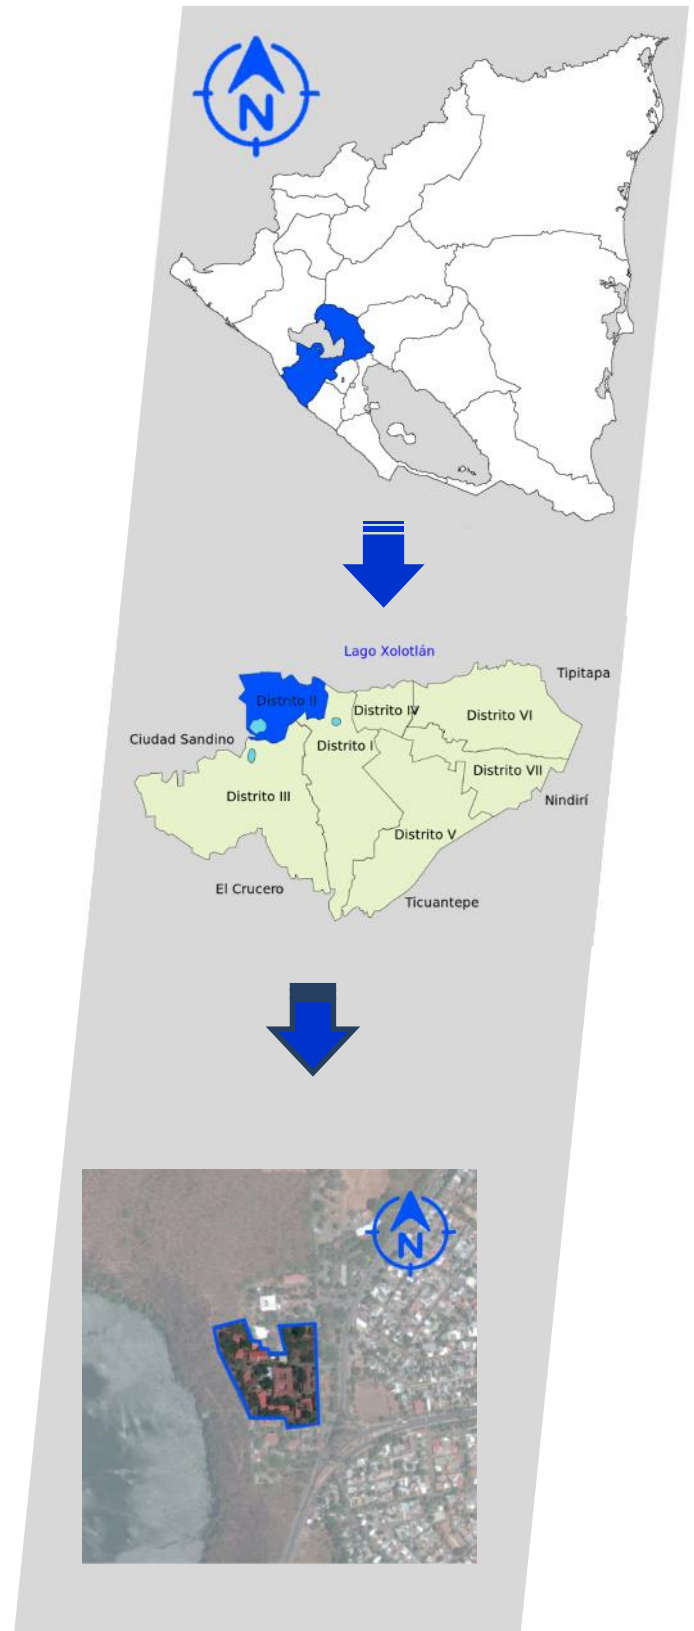 N
Lago Xolotlán
Tipitapa
Distrito II
Distrito IV
Distrito VI
Ciudad Sandino
Distrito I
Distrito VII
Distrito III
Nindirí
Distrito V
El Crucero
Ticuantepe
N